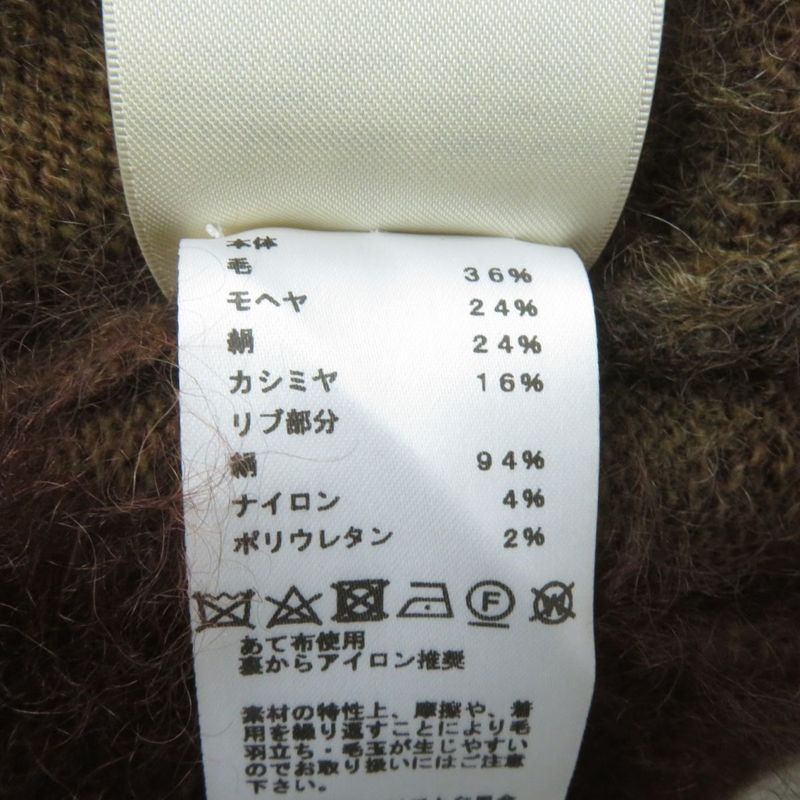 本体
毛 36%
モヘヤ 24%
絹 24%
カシミヤ 16%
リブ部分
絹 94%
ナイロン 4%
ポリウレタン 2%
F W
あて布使用
裏からアイロン推奨
素材の特性上、摩擦や、着
用を繰り返すことにより毛
羽立ち・毛玉が生じやすい
のでお取り扱いにはご注意
下さい。